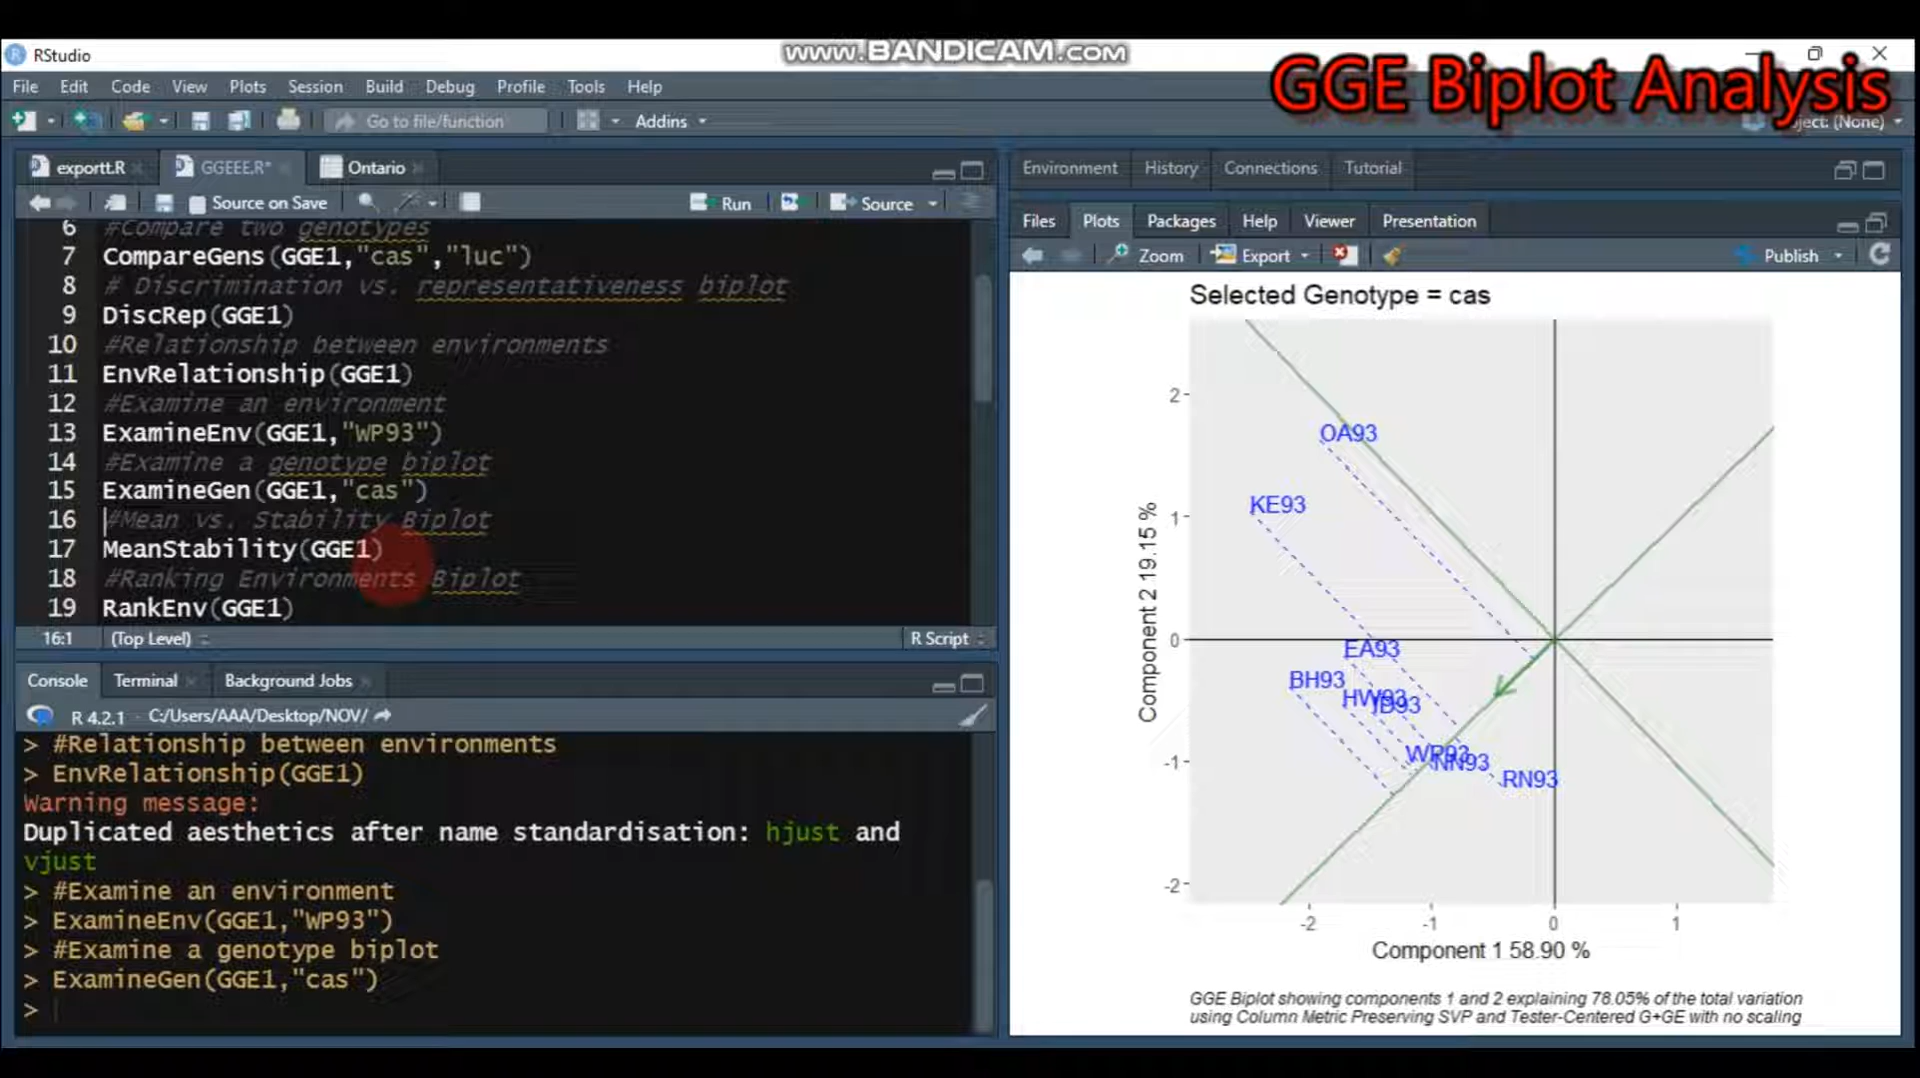 www.BANDICAM.com
RStudio
GGE Biplot Analysis
File Edit Code View Plots Session Build Debug Profile Tools Help
Go to file/function Addins
(None)
exportt.R GGEEE.R* Ontario
Source on Save Run Source
6 #Compare two genotypes
7 CompareGens(GGE1,"cas","luc")
8 # Discrimination vs. representativeness biplot
9 DiscRep(GGE1)
10 #Relationship between environments
11 EnvRelationship(GGE1)
12 #Examine an environment
13 ExamineEnv(GGE1,"WP93")
14 #Examine a genotype biplot
15 ExamineGen(GGE1,"cas")
16 #Mean vs. Stability Biplot
17 MeanStability(GGE1)
18 #Ranking Environments Biplot
19 RankEnv(GGE1)
16:1 (Top Level) R Script
Console Terminal Background Jobs
R 4.2.1 · C:/Users/AAA/Desktop/NOV/
> #Relationship between environments
> EnvRelationship(GGE1)
Warning message:
Duplicated aesthetics after name standardisation: hjust and
vjust
> #Examine an environment
> ExamineEnv(GGE1,"WP93")
> #Examine a genotype biplot
> ExamineGen(GGE1,"cas")
>
Environment History Connections Tutorial
Files Plots Packages Help Viewer Presentation
Zoom Export Publish
Selected Genotype = cas
2
1
0
-1
-2
Component 2 19.15 %
OA93
KE93
EA93
BH93
HW93
ID93
WP93
NN93
RN93
-2 -1 0 1
Component 1 58.90 %
GGE Biplot showing components 1 and 2 explaining 78.05% of the total variation
using Column Metric Preserving SVP and Tester-Centered G+GE with no scaling